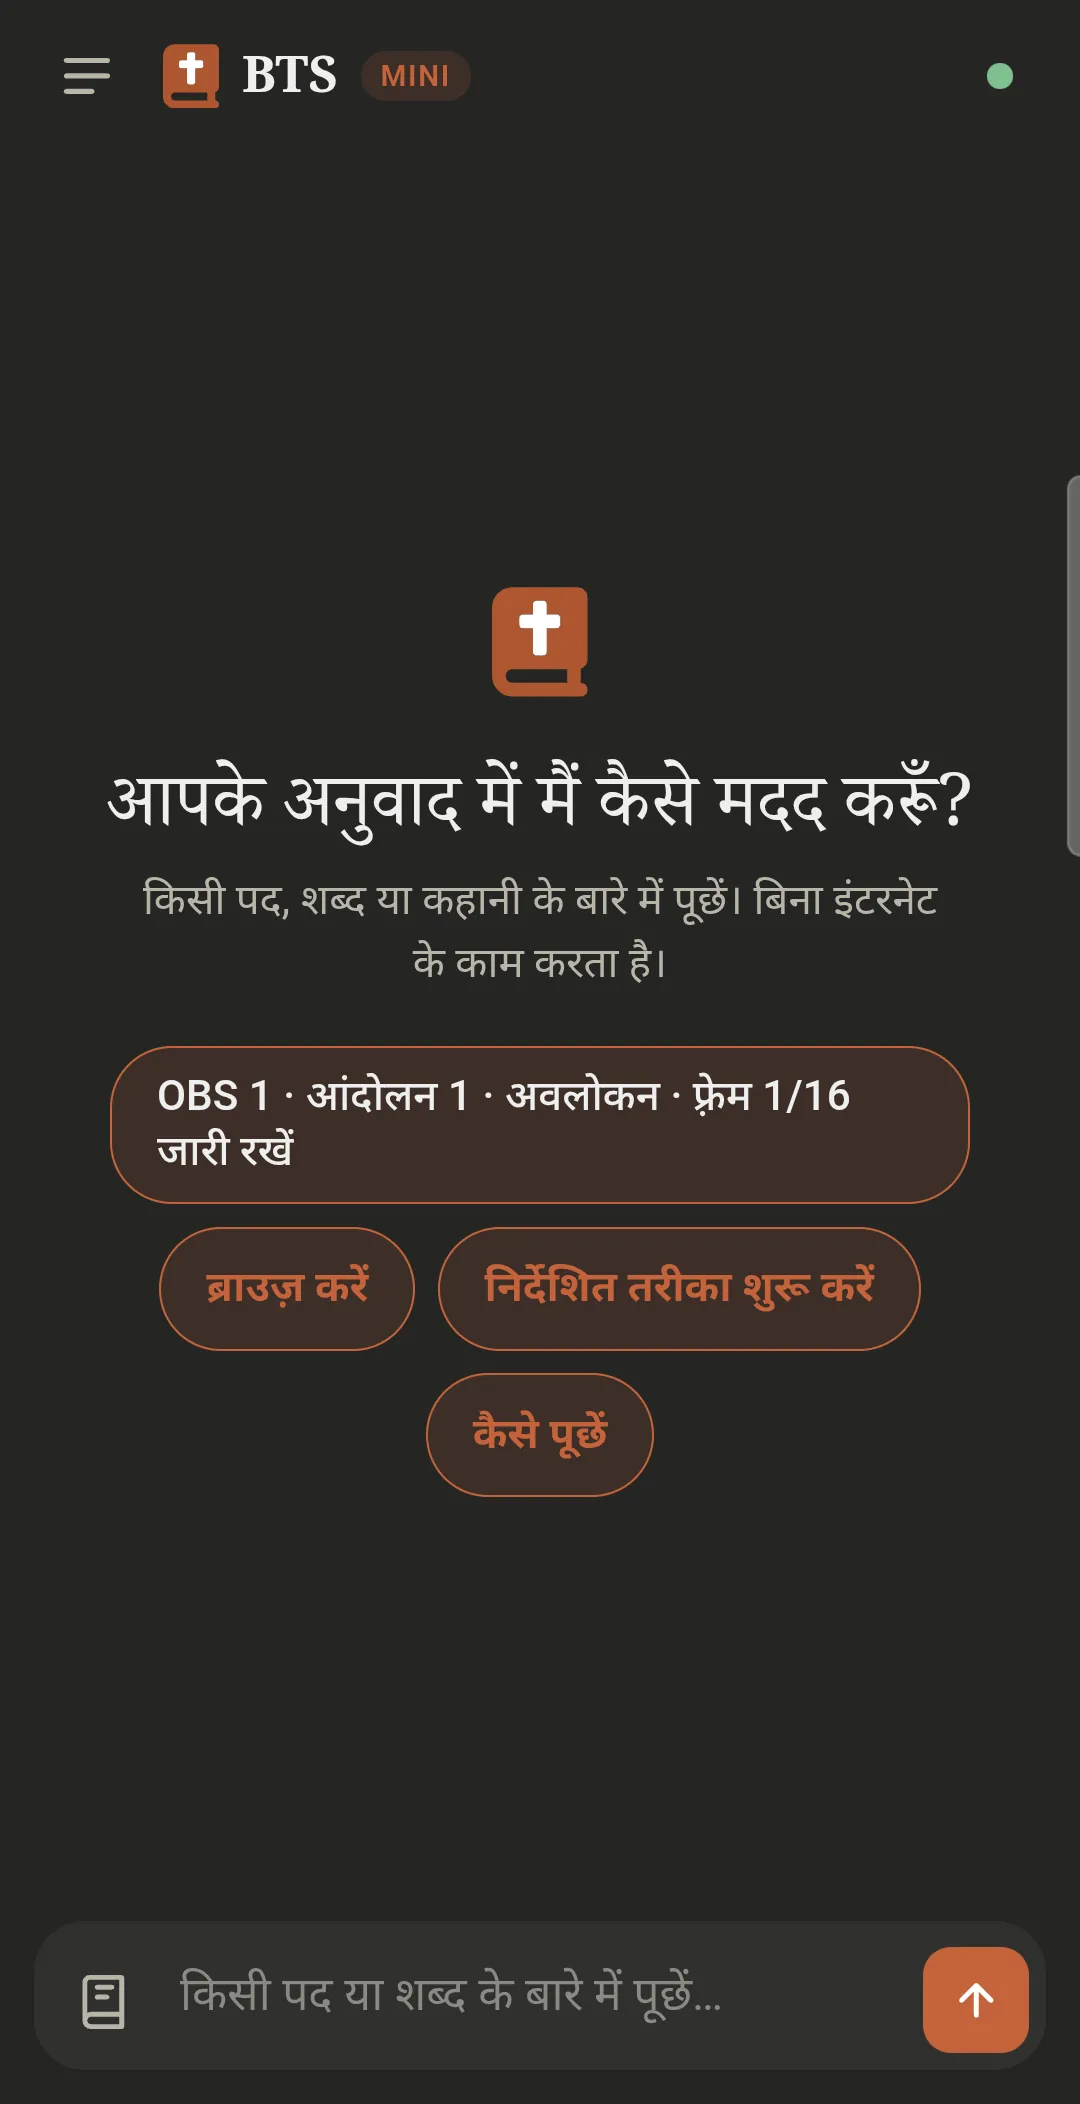 BTS MINI
आपके अनुवाद में मैं कैसे मदद करूँ?
किसी पद, शब्द या कहानी के बारे में पूछें। बिना इंटरनेट
के काम करता है।
OBS 1 · आंदोलन 1 · अवलोकन · फ़्रेम 1/16
जारी रखें
ब्राउज़ करें
निर्देशित तरीका शुरू करें
कैसे पूछें
किसी पद या शब्द के बारे में पूछें...